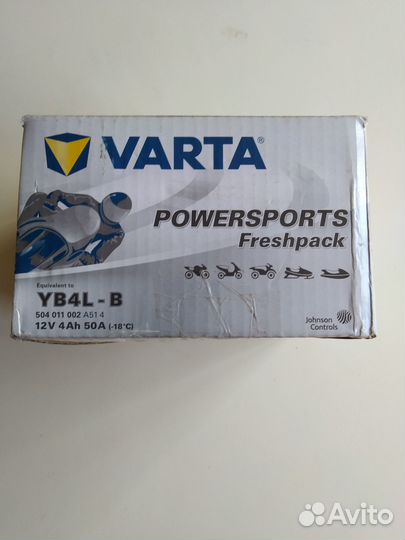 VARTA®
POWERSPORTS
Freshpack
Equivalent to
YB4L-B
504 011 002 A51 4
12V 4Ah 50A (-18°C)
Johnson
Controls
Avito